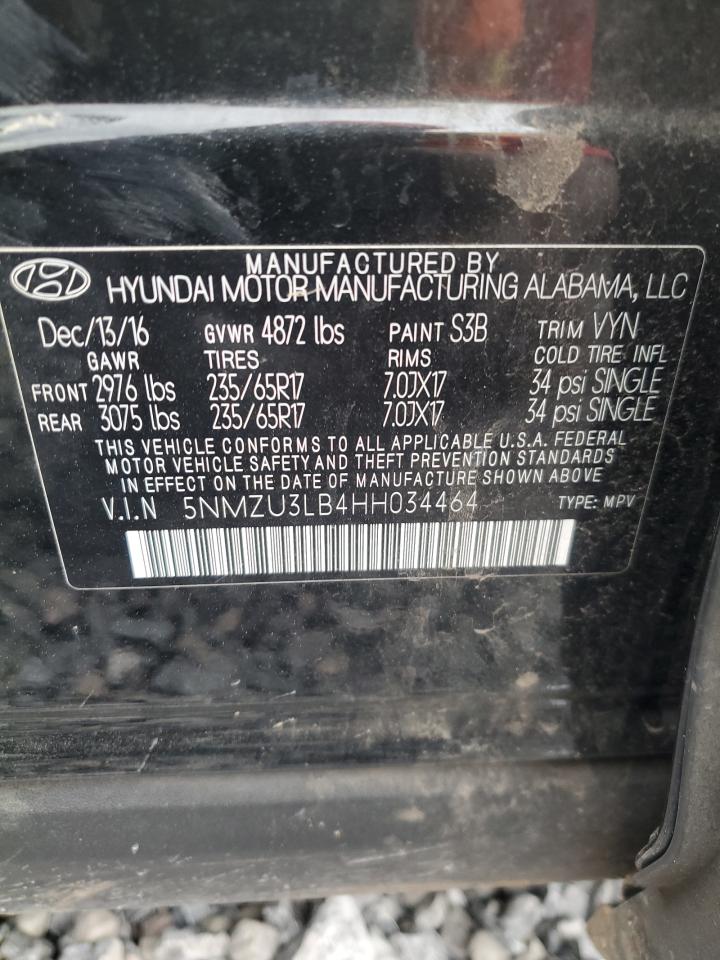 MANUFACTURED BY
HYUNDAI MOTOR MANUFACTURING ALABAMA, LLC
Dec/13/16 GVWR 4872 lbs PAINT S3B TRIM VYN
GAWR TIRES RIMS COLD TIRE INFL
FRONT 2976 lbs 235/65R17 7.0JX17 34 psi SINGLE
REAR 3075 lbs 235/65R17 7.0JX17 34 psi SINGLE
THIS VEHICLE CONFORMS TO ALL APPLICABLE U.S.A. FEDERAL
MOTOR VEHICLE SAFETY AND THEFT PREVENTION STANDARDS
IN EFFECT ON THE DATE OF MANUFACTURE SHOWN ABOVE
V.I.N 5NMZU3LB4HH034464 TYPE: MPV